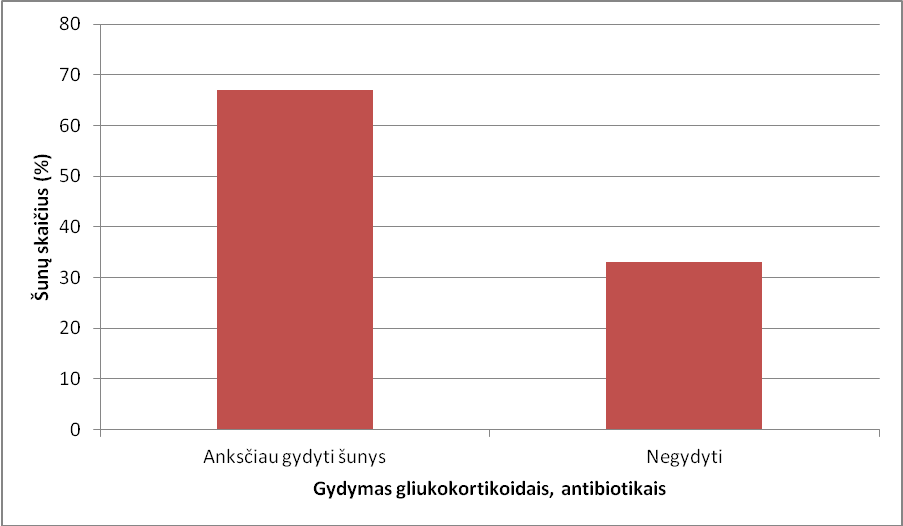 80
70
60
50
40
30
20
10
0
Šunų skaičius (%)
Anksčiau gydyti šunys
Negydyti
Gydymas gliukokortikoidais, antibiotikais